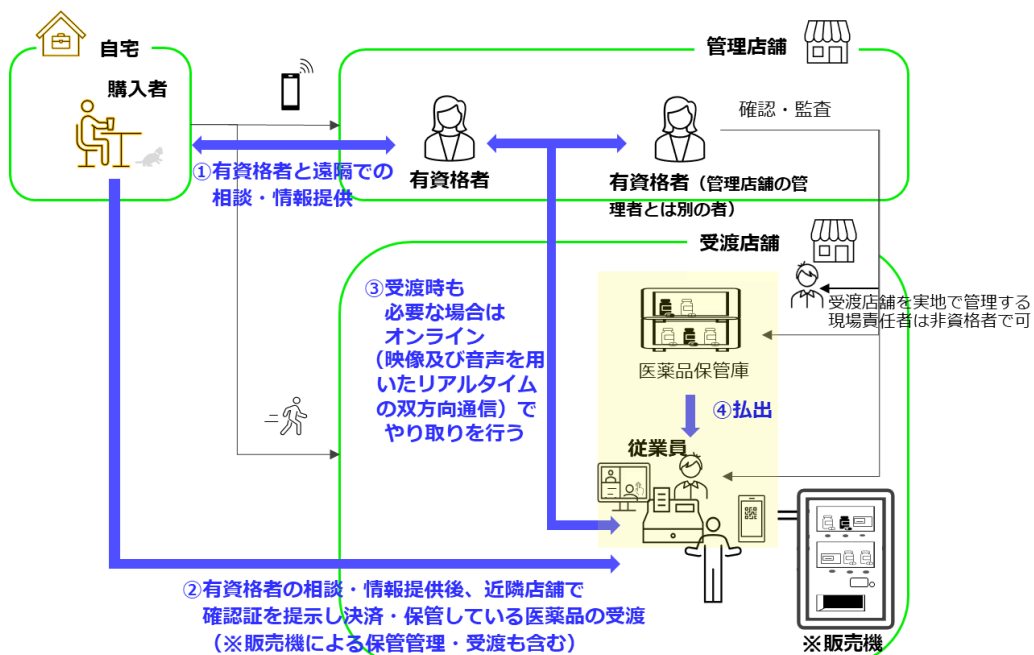 自宅
購入者
管理店舗
確認・監査
有資格者
有資格者（管理店舗の管
理者とは別の者）
①有資格者と遠隔での
相談・情報提供
受渡店舗
③受渡時も
必要な場合は
オンライン
（映像及び音声を用
いたリアルタイム
の双方向通信）で
やり取りを行う
受渡店舗を実地で管理する
現場責任者は非資格者で可
医薬品保管庫
④払出
従業員
②有資格者の相談・情報提供後、近隣店舗で
確認証を提示し決済・保管している医薬品の受渡
（※販売機による保管管理・受渡も含む）
※販売機